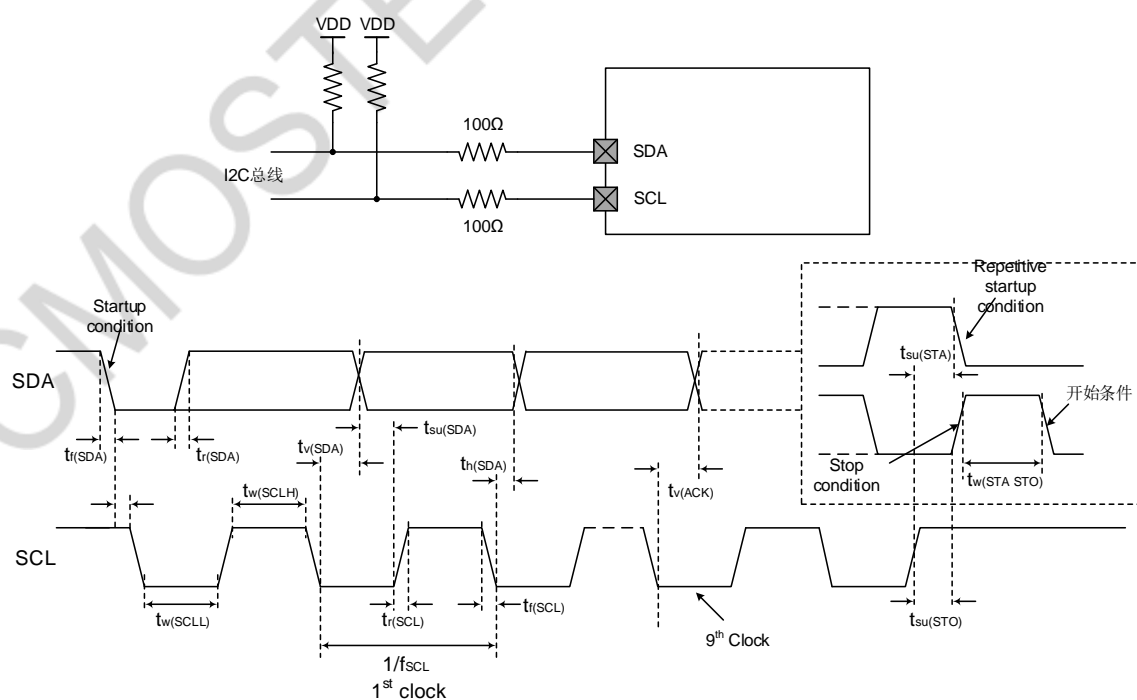 CMOSTE
VDD VDD
100Ω
SDA
I2C总线
SCL
100Ω
Repetitive
startup
condition
Startup
condition
tsu(STA)
SDA
开始条件
tf(SDA)
tr(SDA)
tv(SDA)
tsu(SDA)
th(SDA)
Stop
condition
tw(STA STO)
tv(ACK)
tw(SCLH)
SCL
tw(SCLL)
tr(SCL)
tf(SCL)
tsu(STO)
9th Clock
1/fSCL
1st clock